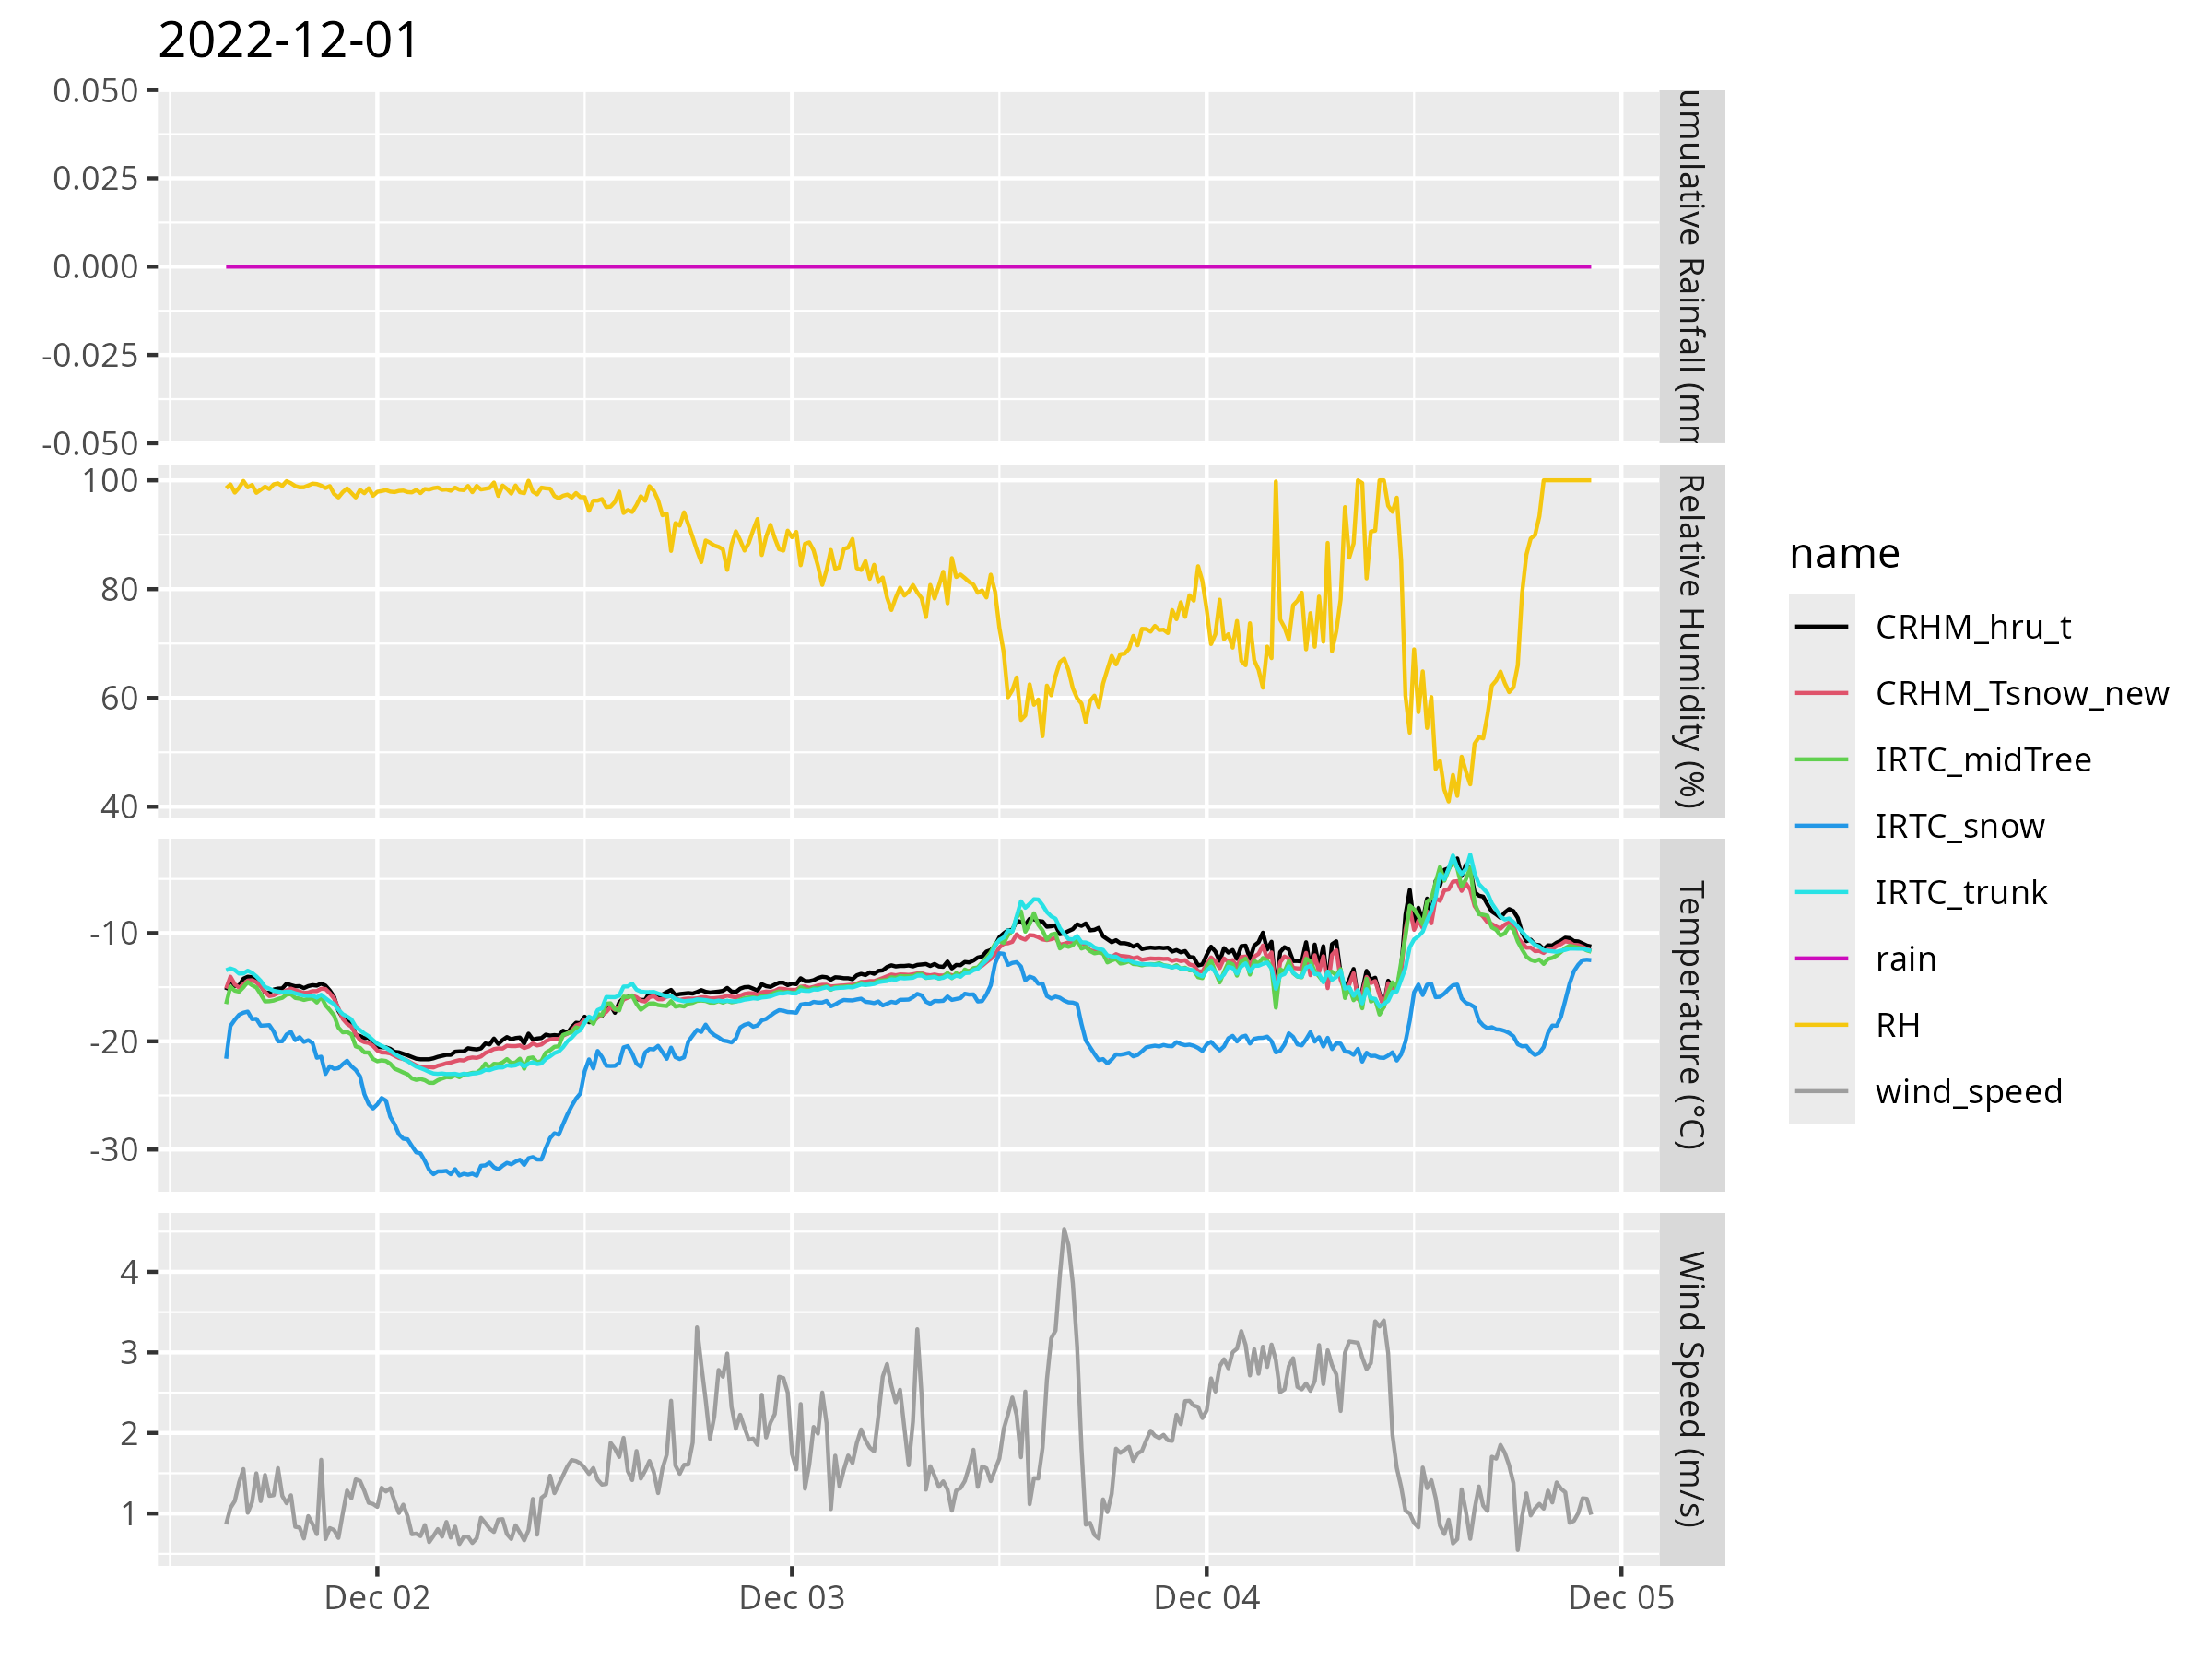 2022-12-01
0.050
0.025
0.000
-0.025
-0.050
umulative Rainfall (mm
100
80
60
40
Relative Humidity (%)
-10
-20
-30
Temperature (°C)
4
3
2
1
Wind Speed (m/s)
Dec 02 Dec 03 Dec 04 Dec 05
name
CRHM_hru_t
CRHM_Tsnow_new
IRTC_midTree
IRTC_snow
IRTC_trunk
rain
RH
wind_speed